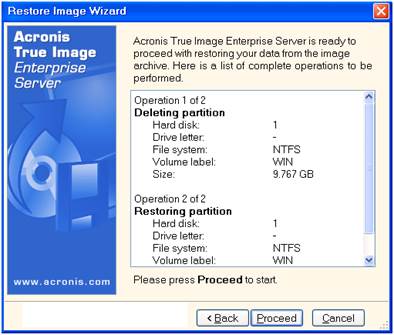 Restore Image Wizard
Acronis
True Image
Enterprise
Server
www.acronis.com
Acronis True Image Enterprise Server is ready to
proceed with restoring your data from the image
archive. Here is a list of complete operations to be
performed.
Operation 1 of 2
Deleting partition
Hard disk: 1
Drive letter: -
File system: NTFS
Volume label: WIN
Size: 9.767 GB
Operation 2 of 2
Restoring partition
Hard disk: 1
Drive letter: -
File system: NTFS
Volume label: WIN
Please press Proceed to start.
< Back Proceed Cancel